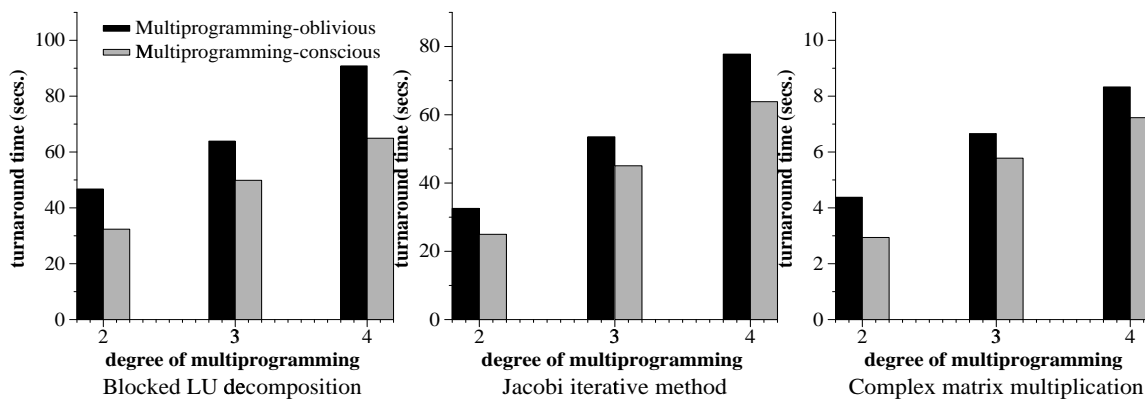 Multiprogramming-oblivious
Multiprogramming-conscious
turnaround time (secs.)
100
80
60
40
20
0
2
3
4
degree of multiprogramming
Blocked LU decomposition
turnaround time (secs.)
80
60
40
20
0
2
3
4
degree of multiprogramming
Jacobi iterative method
turnaround time (secs.)
10
8
6
4
2
0
2
3
4
degree of multiprogramming
Complex matrix multiplication